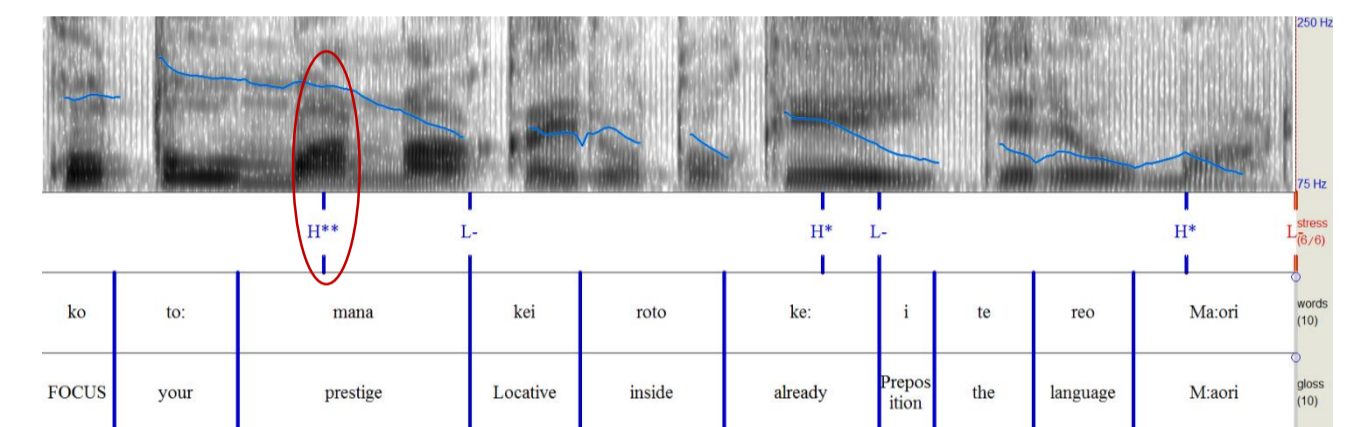 250 Hz
75 Hz
H** L- H* L- H* L-
stress
(6/6)
ko to: mana kei roto ke: i te reo Ma:ori
words
(10)
FOCUS your prestige Locative inside already Prepos
ition the language M:aori
gloss
(10)